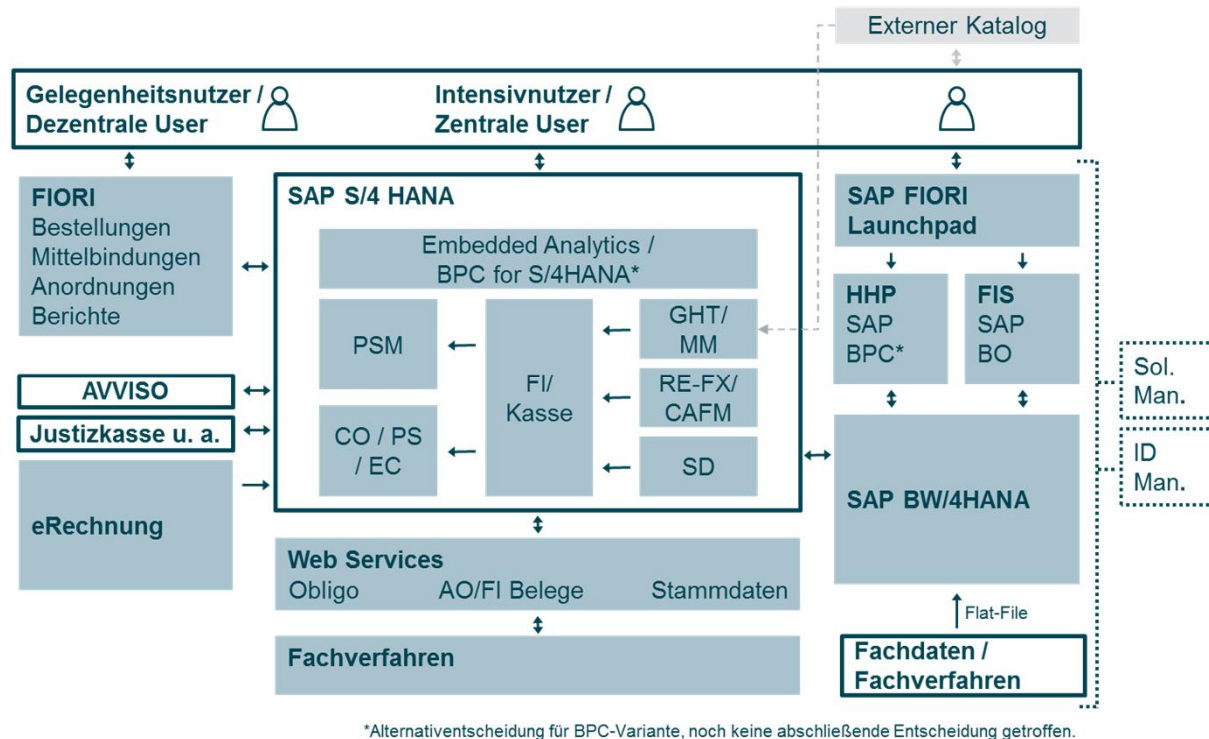 Externer Katalog
Gelegenheitsnutzer /
Dezentrale User
Intensivnutzer /
Zentrale User
FIORI
Bestellungen
Mittelbindungen
Anordnungen
Berichte
SAP S/4 HANA
Embedded Analytics /
BPC for S/4HANA*
PSM
CO / PS
/ EC
FI/
Kasse
GHT/
MM
RE-FX/
CAFM
SD
SAP FIORI
Launchpad
HHP
SAP
BPC*
FIS
SAP
BO
Sol.
Man.
ID
Man.
AVVISO
Justizkasse u. a.
eRechnung
SAP BW/4HANA
Web Services
Obligo AO/FI Belege Stammdaten
Flat-File
Fachverfahren
Fachdaten /
Fachverfahren
*Alternativentscheidung für BPC-Variante, noch keine abschließende Entscheidung getroffen.